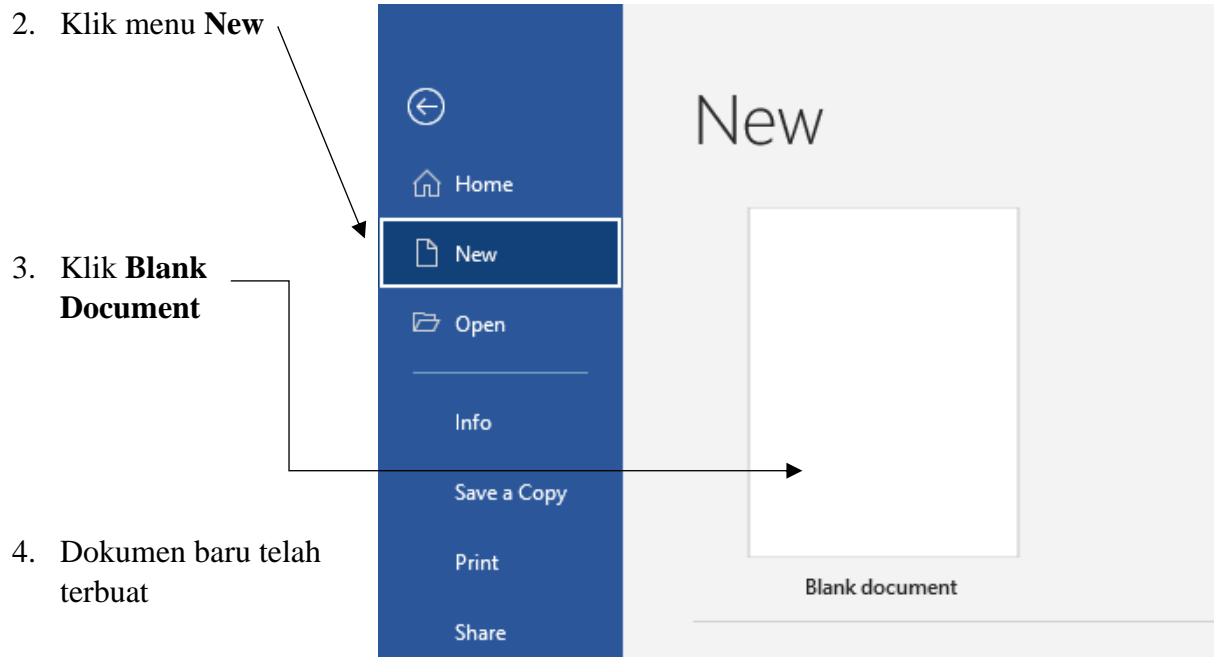 2. Klik menu New
3. Klik Blank
Document
4. Dokumen baru telah
terbuat
New
Home
New
Open
Info
Save a Copy
Print
Share
Blank document